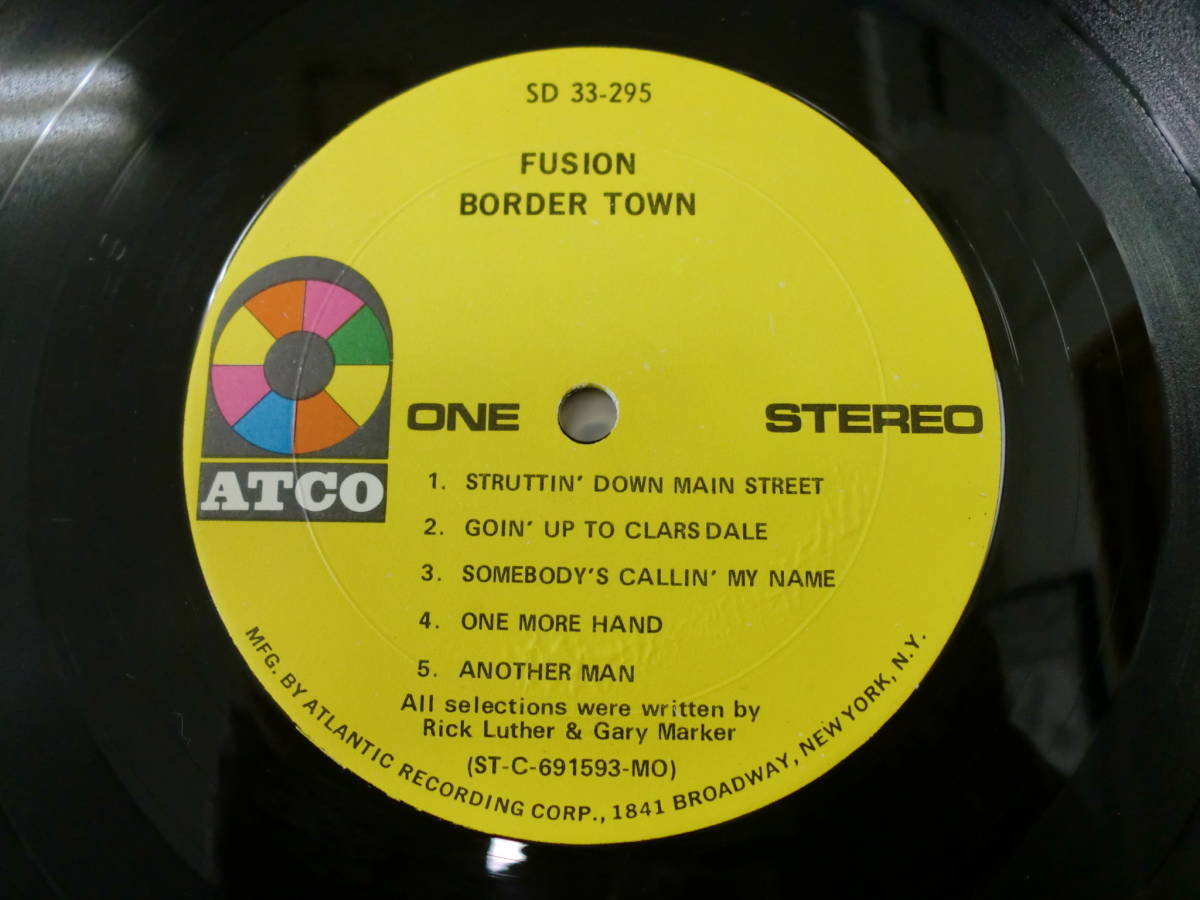 SD 33-295
FUSION
BORDER TOWN
ATCO
ONE
STEREO
1. STRUTTIN' DOWN MAIN STREET
2. GOIN' UP TO CLARSDALE
3. SOMEBODY'S CALLIN' MY NAME
4. ONE MORE HAND
5. ANOTHER MAN
All selections were written by
Rick Luther & Gary Marker
(ST-C-691593-MO)
MFG. BY ATLANTIC RECORDING CORP., 1841 BROADWAY, NEW YORK, N.Y.